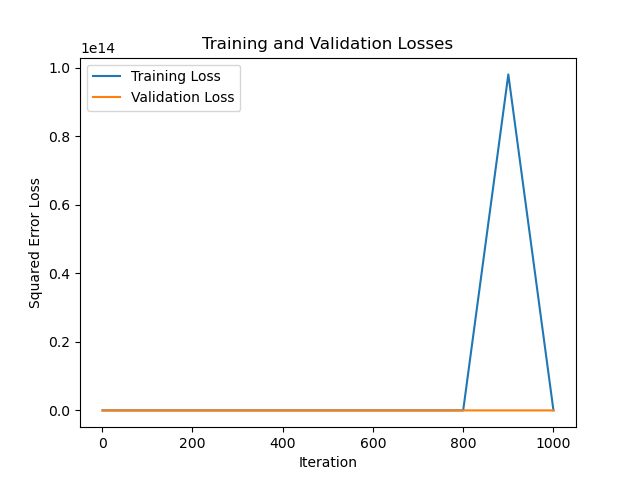 Training and Validation Losses
1e14
Training Loss
Validation Loss
1.0
0.8
0.6
0.4
0.2
0.0
Squared Error Loss
0 200 400 600 800 1000
Iteration